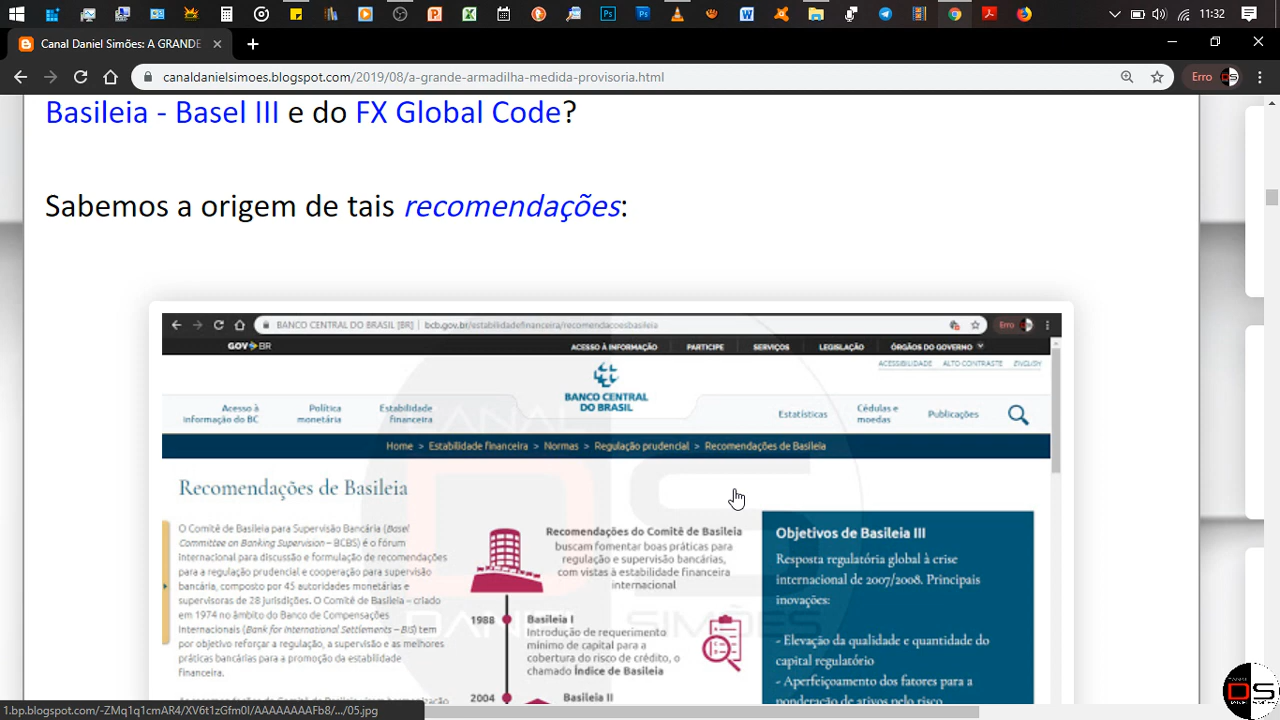 11:32
Canal Daniel Simões: A GRANDE
canaldanielsimoes.blogspot.com/2019/08/a-grande-armadilha-medida-provisoria.html
Erro
Basileia - Basel III e do FX Global Code?
Sabemos a origem de tais recomendações:
BANCO CENTRAL DO BRASIL [BR] | bcb.gov.br/estabilidadefinanceira/recomendacoesbasileia
Erro
GOV BR
ACESSO À INFORMAÇÃO PARTICIPE SERVIÇOS LEGISLAÇÃO ÓRGÃOS DO GOVERNO
ACESSIBILIDADE ALTO CONTRASTE ENGLISH
BANCO CENTRAL
DO BRASIL
Acesso à
informação do BC
Política
monetária
Estabilidade
financeira
Estatísticas
Cédulas e
moedas
Publicações
Home > Estabilidade financeira > Normas > Regulação prudencial > Recomendações de Basileia
Recomendações de Basileia
O Comitê de Basileia para Supervisão Bancária (Basel
Committee on Banking Supervision – BCBS) é o fórum
internacional para discussão e formulação de recomendações
para a regulação prudencial e cooperação para supervisão
bancária, composto por 45 autoridades monetárias e
supervisoras de 28 jurisdições. O Comitê de Basileia – criado
em 1974 no âmbito do Banco de Compensações
Internacionais (Bank for International Settlements – BIS) tem
por objetivo reforçar a regulação, a supervisão e as melhores
práticas bancárias para a promoção da estabilidade
financeira.
Recomendações do Comitê de Basileia
buscam fomentar boas práticas para
regulação e supervisão bancárias,
com vistas à estabilidade financeira
internacional
1988
Basileia I
Introdução de requerimento
mínimo de capital para a
cobertura do risco de crédito, o
chamado Índice de Basileia
2004
Basileia II
Objetivos de Basileia III
Resposta regulatória global à crise
internacional de 2007/2008. Principais
inovações:
- Elevação da qualidade e quantidade do
capital regulatório
- Aperfeiçoamento dos fatores para a
ponderação de ativos pelo risco
CANAL
DANIEL SIMÕES
DS